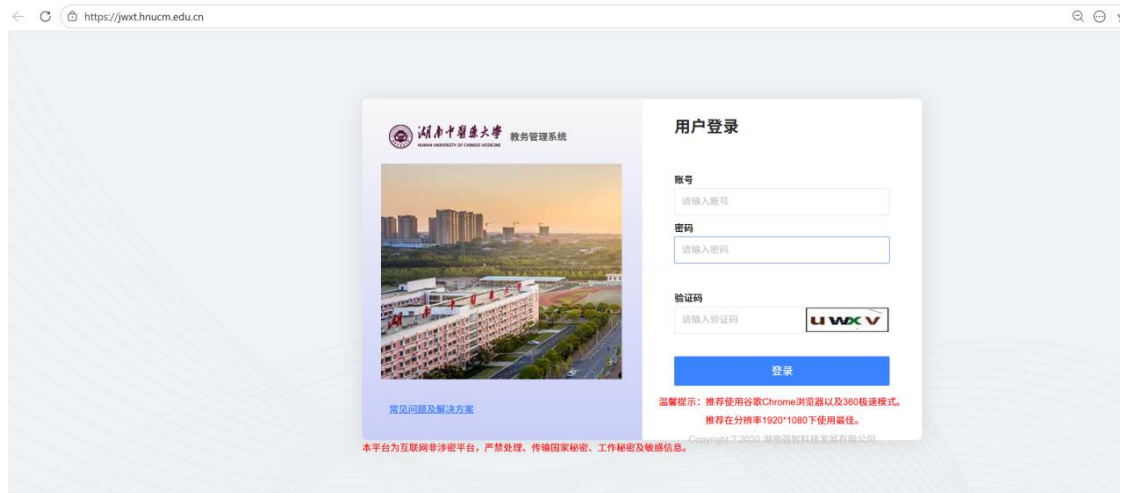 https://jwxt.hnucm.edu.cn
湖南中醫藥大學 教务管理系统
HUNAN UNIVERSITY OF CHINESE MEDICINE
用户登录
账号
请输入账号
密码
请输入密码
验证码
请输入验证码
u w x v
登录
湖南中医药大学
常见问题及解决方案
温馨提示：推荐使用谷歌Chrome浏览器以及360极速模式。
推荐在分辨率1920*1080下使用最佳。
Copyright ? 2020 湖南强智科技发展有限公司
本平台为互联网非涉密平台，严禁处理、传输国家秘密、工作秘密及敏感信息。